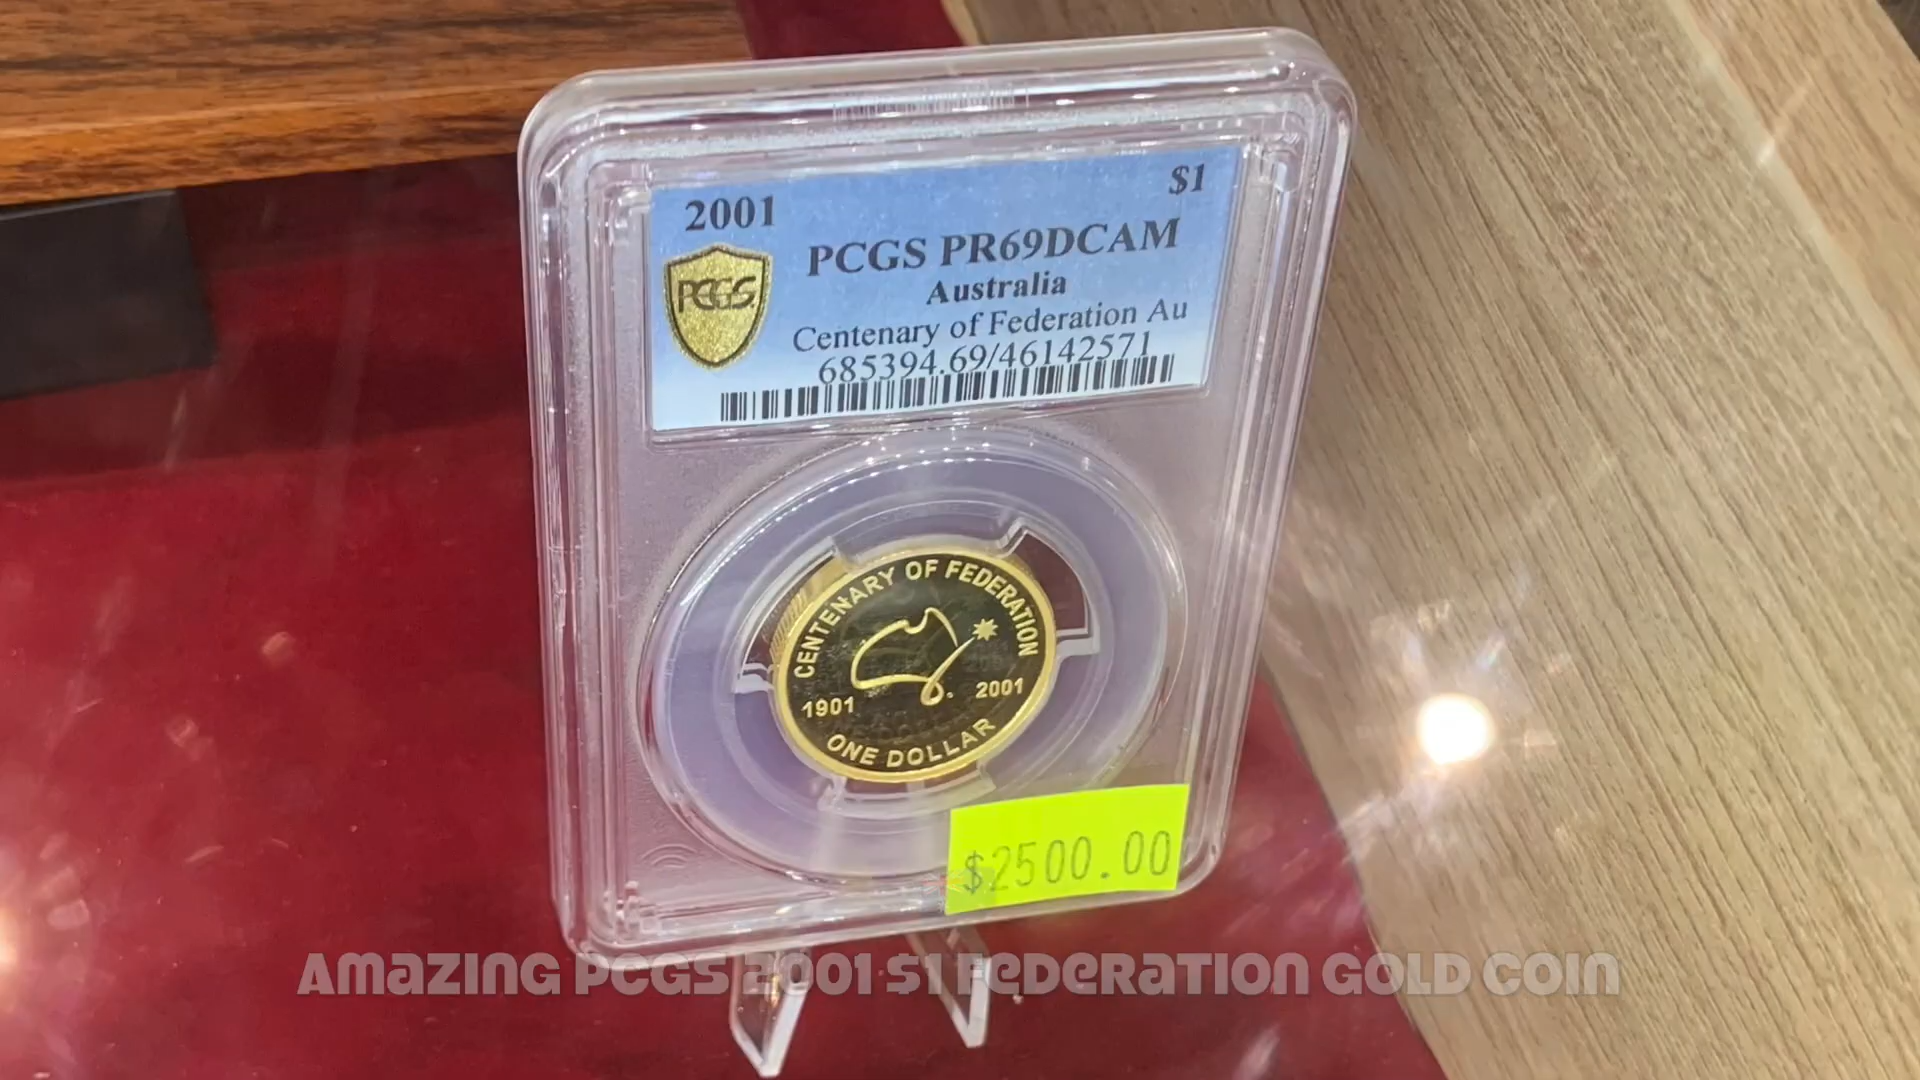 2001
$1
PCGS PR69DCAM
PCGS
Australia
Centenary of Federation Au
685394.69/46142571
CENTENARY OF FEDERATION
1901
2001
ONE DOLLAR
$2500.00
AMAZING PCGS 2001 $1 FEDERATION GOLD COIN